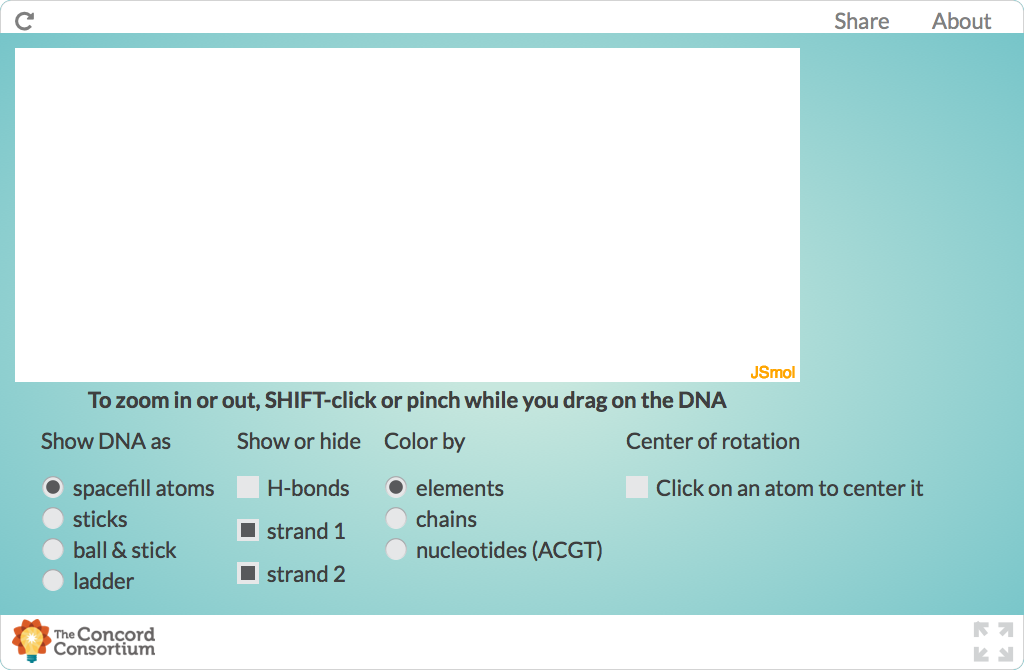 Share About
JSmol
To zoom in or out, SHIFT-click or pinch while you drag on the DNA
Show DNA as
spacefill atoms
sticks
ball & stick
ladder
Show or hide
H-bonds
strand 1
strand 2
Color by
elements
chains
nucleotides (ACGT)
Center of rotation
Click on an atom to center it
The Concord
Consortium